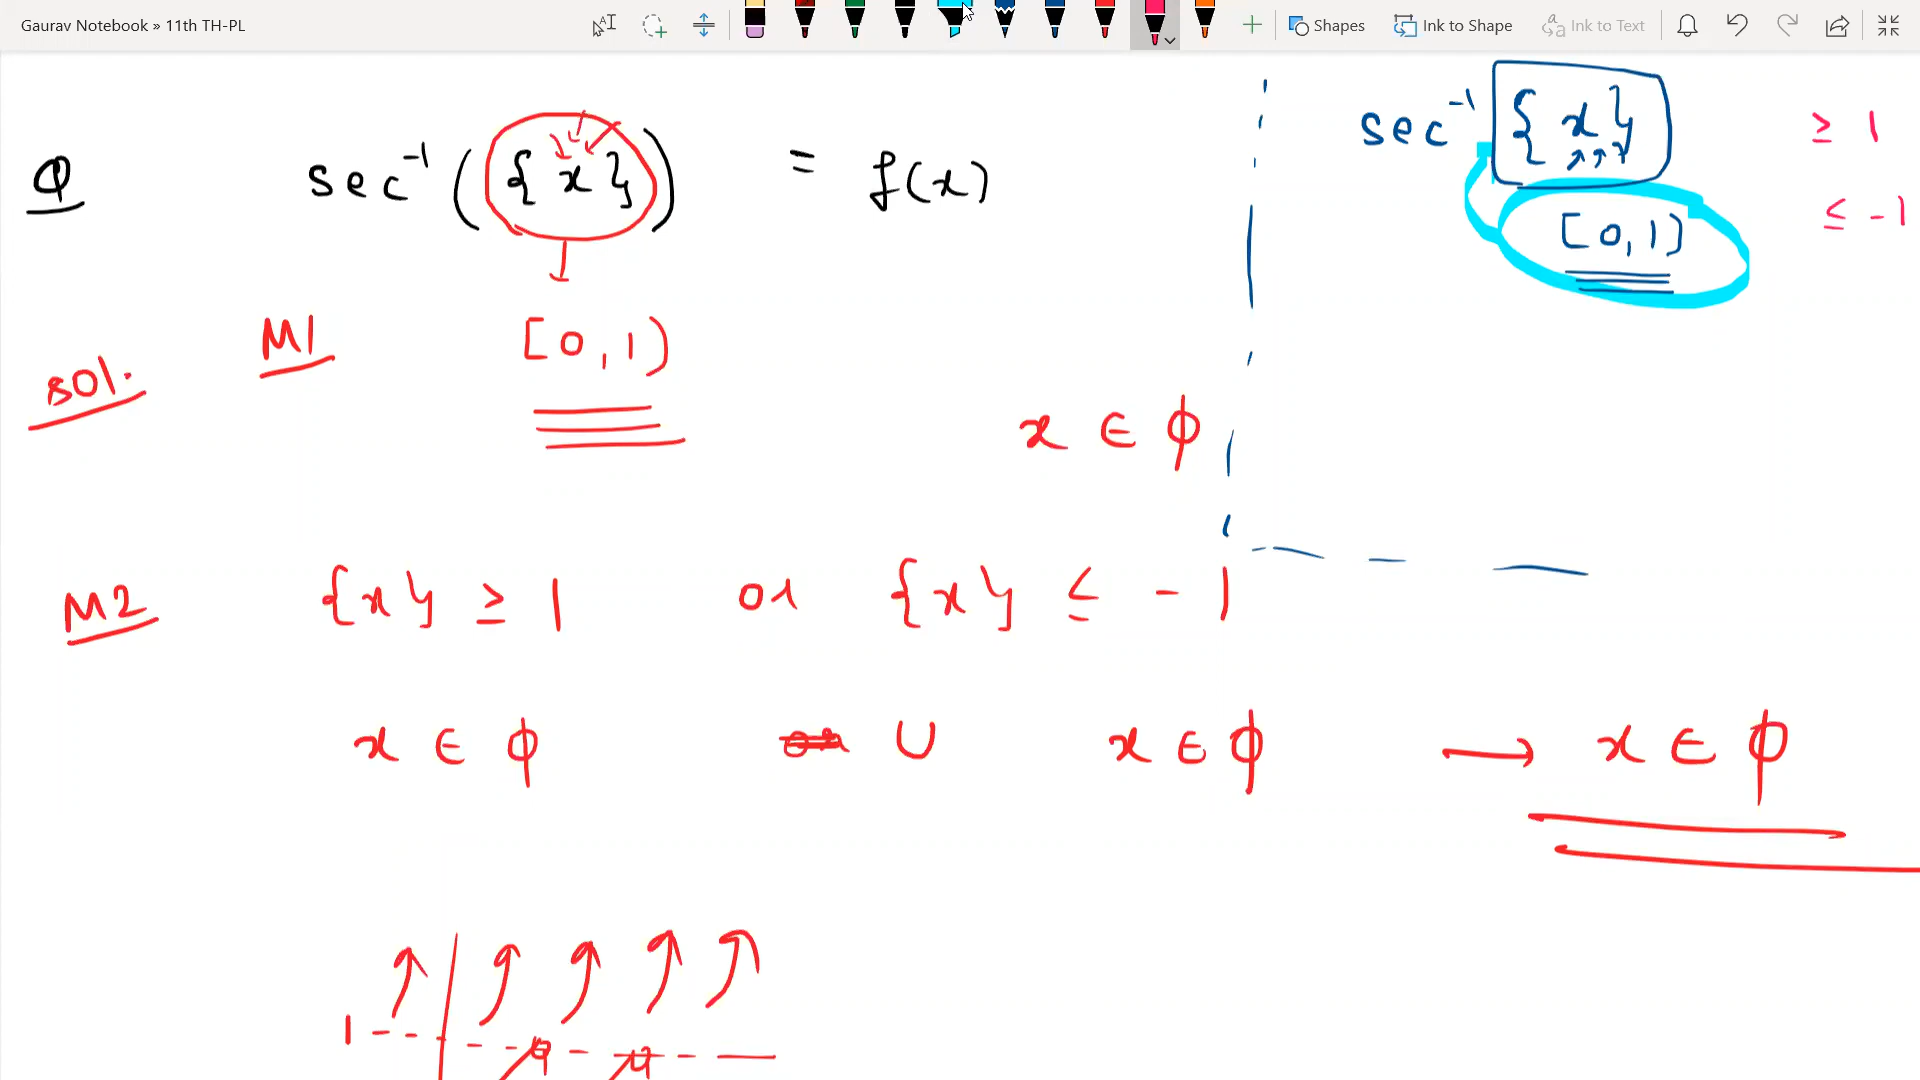 Gaurav Notebook » 11th TH-PL
Shapes
Ink to Shape
Ink to Text
Q sec⁻¹({x}) = f(x)
sec⁻¹ {x} ≥ 1
[0,1) ≤ -1
sol. M1 [0,1)
x ∈ ϕ
M2 {x} ≥ 1 or {x} ≤ -1
x ∈ ϕ ∪ x ∈ ϕ → x ∈ ϕ
1